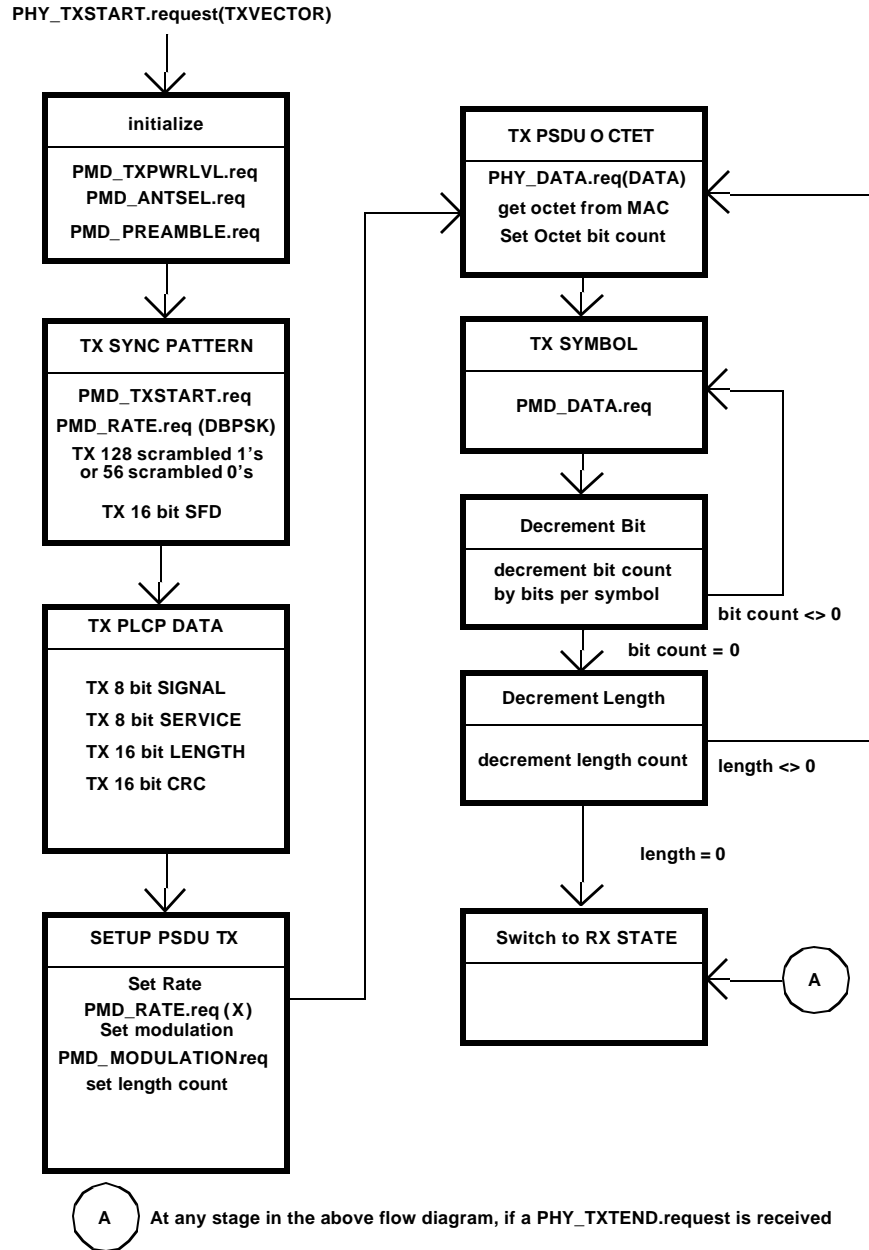 PHY_TXSTART.request(TXVECTOR)
initialize
PMD_TXPWRLVL.req
PMD_ANTSEL.req
PMD_PREAMBLE.req
TX SYNC PATTERN
PMD_TXSTART.req
PMD_RATE.req (DBPSK)
TX 128 scrambled 1's
or 56 scrambled 0's
TX 16 bit SFD
TX PLCP DATA
TX 8 bit SIGNAL
TX 8 bit SERVICE
TX 16 bit LENGTH
TX 16 bit CRC
SETUP PSDU TX
Set Rate
PMD_RATE.req (X)
Set modulation
PMD_MODULATION.req
set length count
TX PSDU O CTET
PHY_DATA.req(DATA)
get octet from MAC
Set Octet bit count
TX SYMBOL
PMD_DATA.req
Decrement Bit
decrement bit count
by bits per symbol
bit count <> 0
bit count = 0
Decrement Length
decrement length count
length <> 0
length = 0
Switch to RX STATE
A
A
At any stage in the above flow diagram, if a PHY_TXTEND.request is received